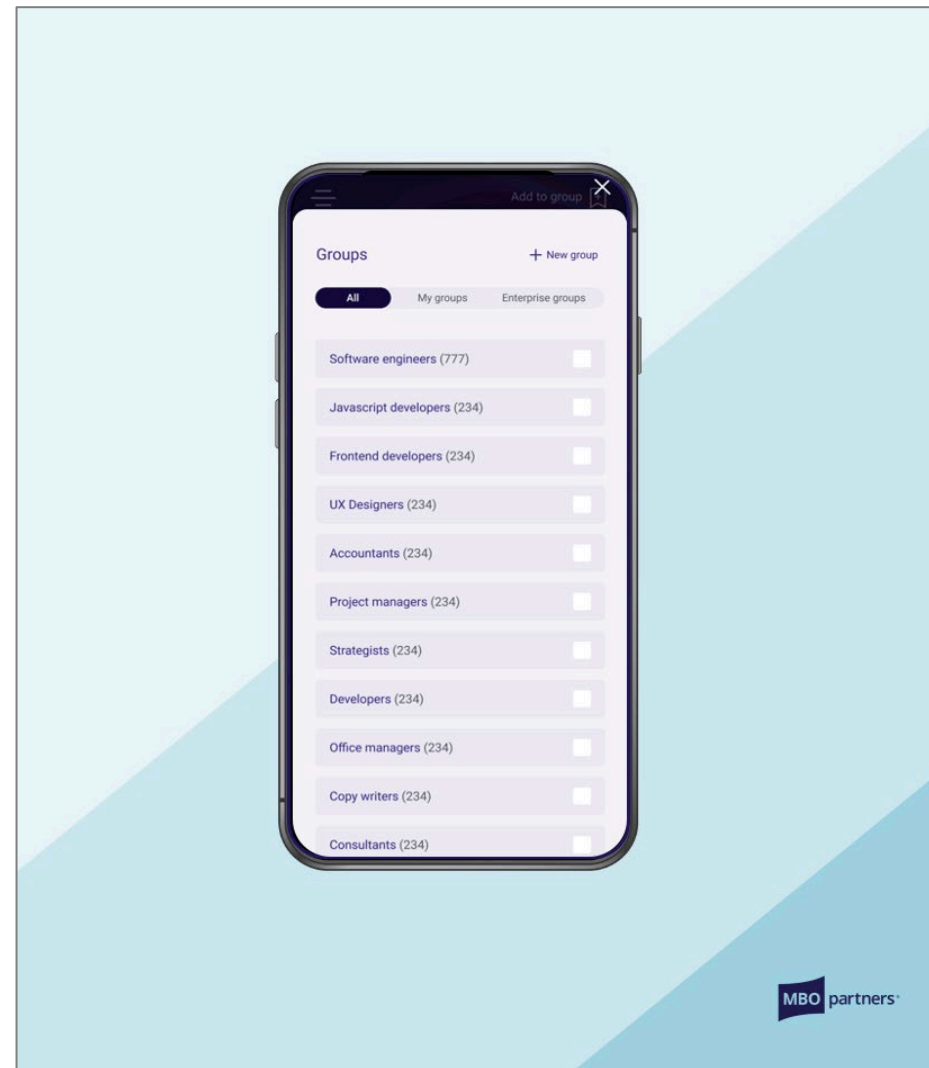 Add to group
Groups
+ New group
All My groups Enterprise groups
Software engineers (777)
Javascript developers (234)
Frontend developers (234)
UX Designers (234)
Accountants (234)
Project managers (234)
Strategists (234)
Developers (234)
Office managers (234)
Copy writers (234)
Consultants (234)
MBO partners